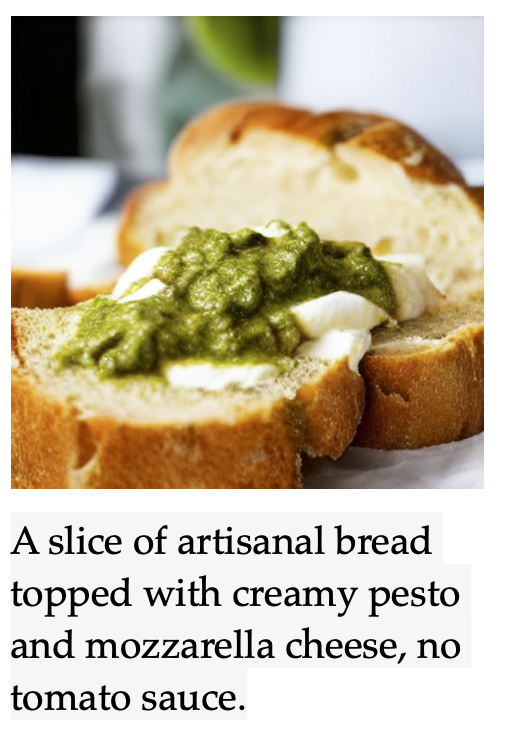 A slice of artisanal bread
topped with creamy pesto
and mozzarella cheese, no
tomato sauce.